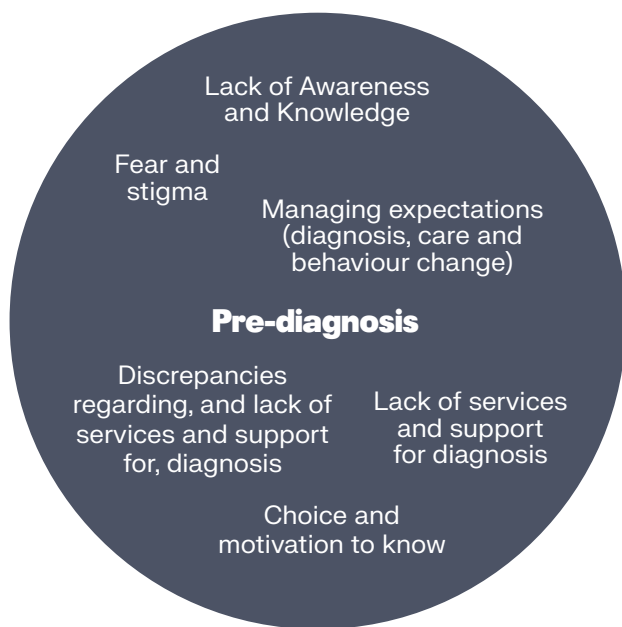 Lack of Awareness
and Knowledge
Fear and
stigma
Managing expectations
(diagnosis, care and
behaviour change)
Pre-diagnosis
Discrepancies
regarding, and lack of
services and support
for, diagnosis
Lack of services
and support
for diagnosis
Choice and
motivation to know